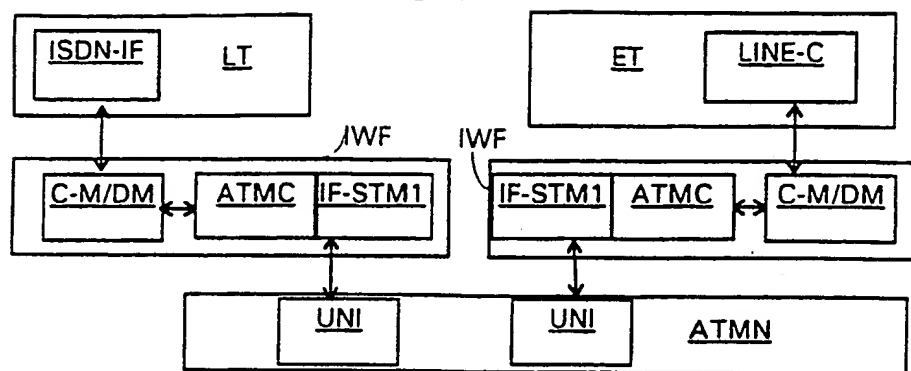 ISDN-IF LT
ET LINE-C
IWF IWF
C-M/DM ATMC IF-STM1
IF-STM1 ATMC C-M/DM
UNI UNI ATMN